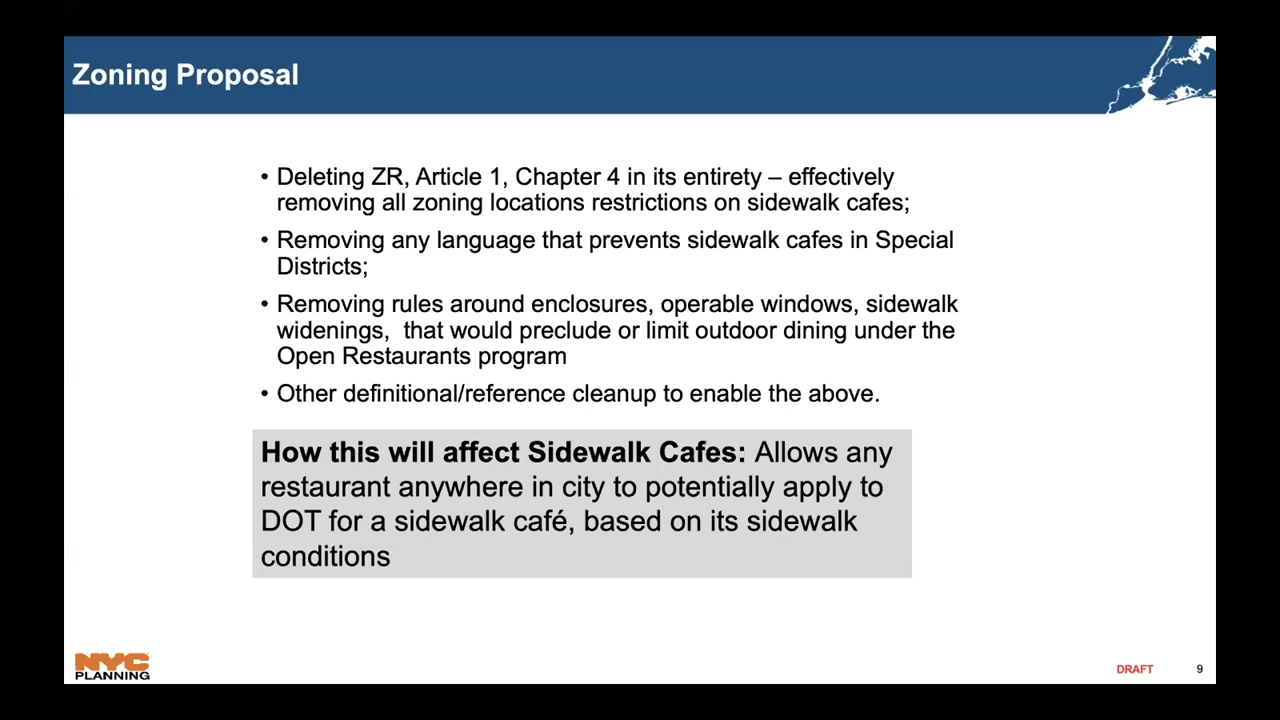 Zoning Proposal
• Deleting ZR, Article 1, Chapter 4 in its entirety – effectively
removing all zoning locations restrictions on sidewalk cafes;
• Removing any language that prevents sidewalk cafes in Special
Districts;
• Removing rules around enclosures, operable windows, sidewalk
widenings,  that would preclude or limit outdoor dining under the
Open Restaurants program
• Other definitional/reference cleanup to enable the above.
How this will affect Sidewalk Cafes: Allows any
restaurant anywhere in city to potentially apply to
DOT for a sidewalk café, based on its sidewalk
conditions
NYC
PLANNING
DRAFT
9